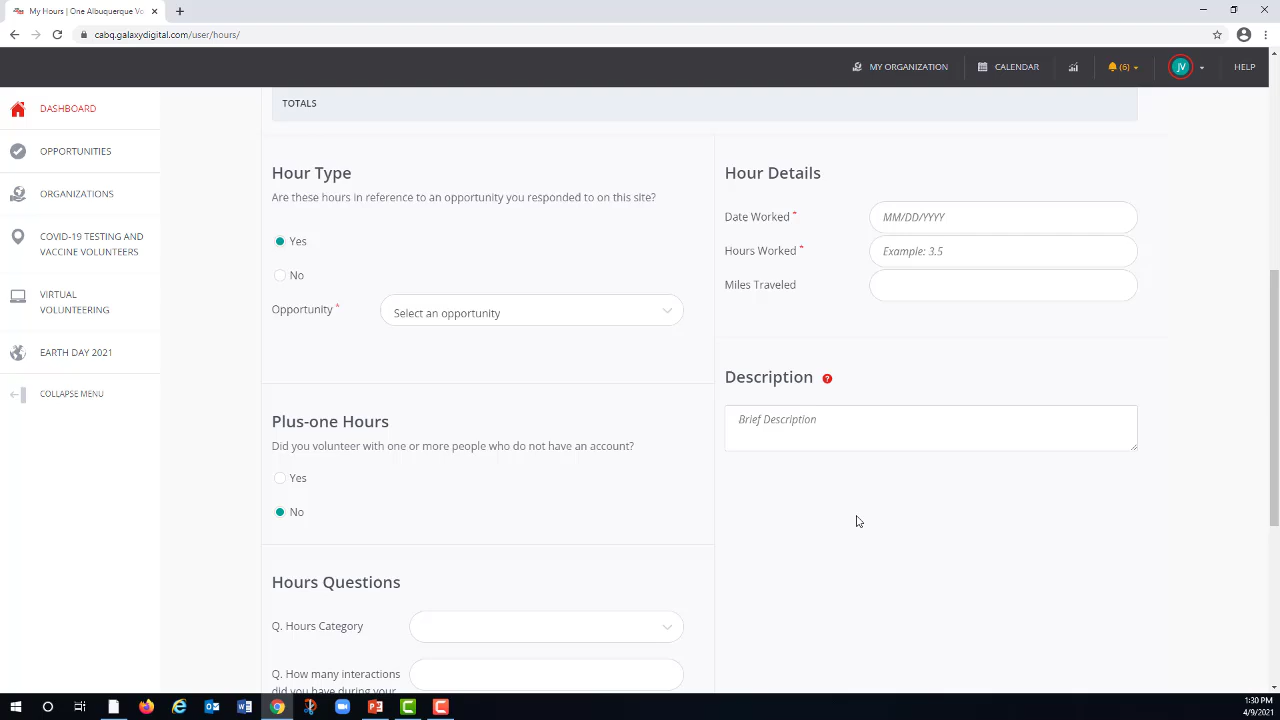 My Hours | One Albuquerque Vo
cabq.galaxydigital.com/user/hours/
MY ORGANIZATION
CALENDAR
(6)
JV
HELP
DASHBOARD
OPPORTUNITIES
ORGANIZATIONS
COVID-19 TESTING AND
VACCINE VOLUNTEERS
VIRTUAL
VOLUNTEERING
EARTH DAY 2021
COLLAPSE MENU
TOTALS
Hour Type
Are these hours in reference to an opportunity you responded to on this site?
Yes
No
Opportunity *
Select an opportunity
Plus-one Hours
Did you volunteer with one or more people who do not have an account?
Yes
No
Hours Questions
Q. Hours Category
Q. How many interactions
did you have during your
Hour Details
Date Worked *
MM/DD/YYYY
Hours Worked *
Example: 3.5
Miles Traveled
Description ?
Brief Description
1:30 PM
4/9/2021